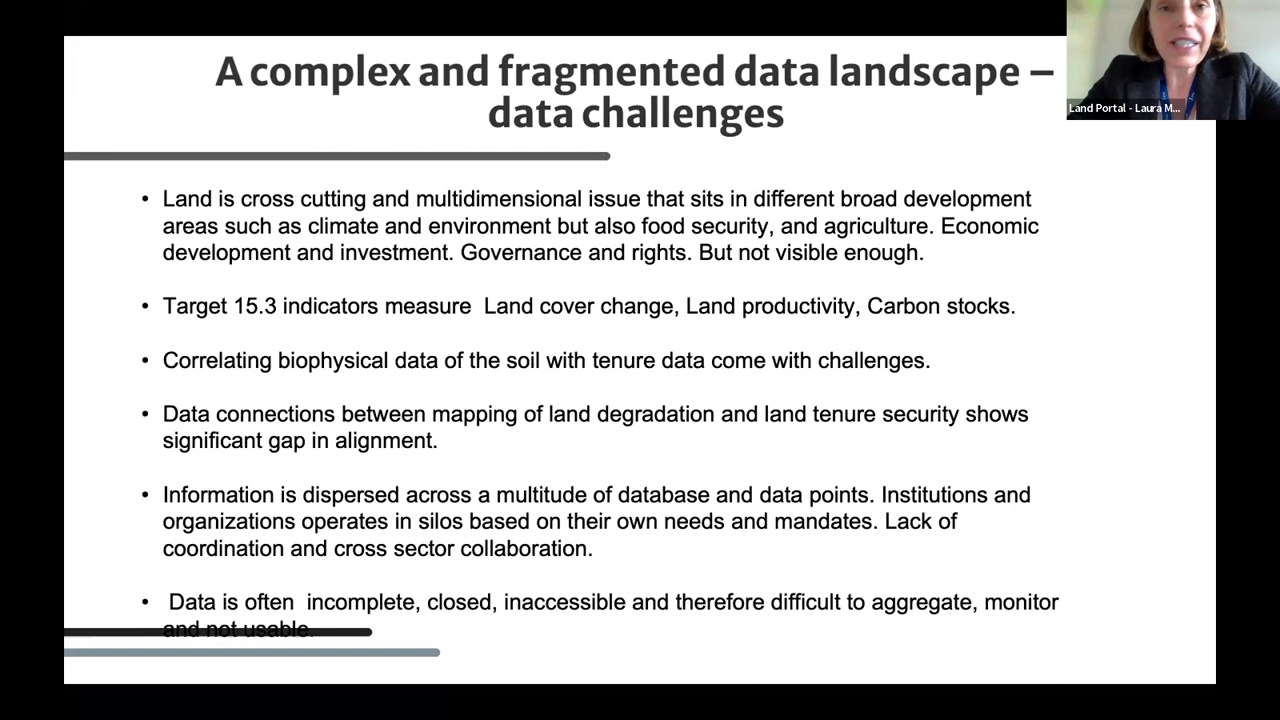 A complex and fragmented data landscape –
data challenges
Land Portal - Laura M...
• Land is cross cutting and multidimensional issue that sits in different broad development
areas such as climate and environment but also food security, and agriculture. Economic
development and investment. Governance and rights. But not visible enough.
• Target 15.3 indicators measure  Land cover change, Land productivity, Carbon stocks.
• Correlating biophysical data of the soil with tenure data come with challenges.
• Data connections between mapping of land degradation and land tenure security shows
significant gap in alignment.
• Information is dispersed across a multitude of database and data points. Institutions and
organizations operates in silos based on their own needs and mandates. Lack of
coordination and cross sector collaboration.
• Data is often  incomplete, closed, inaccessible and therefore difficult to aggregate, monitor
and not usable.